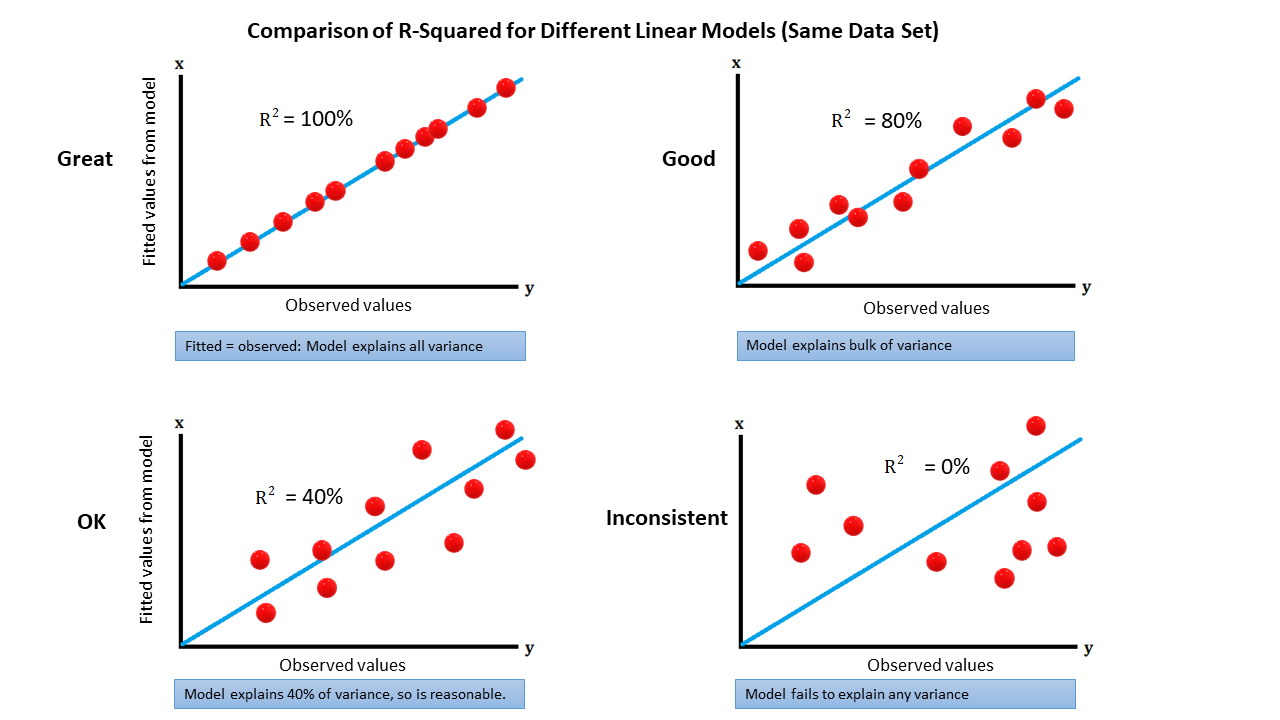 Comparison of R-Squared for Different Linear Models (Same Data Set)
x
Fitted values from model
Great
R² = 100%
y
Observed values
Fitted = observed: Model explains all variance
x
Good
R² = 80%
y
Observed values
Model explains bulk of variance
x
Fitted values from model
OK
R² = 40%
y
Observed values
Model explains 40% of variance, so is reasonable.
x
Inconsistent
R² = 0%
y
Observed values
Model fails to explain any variance